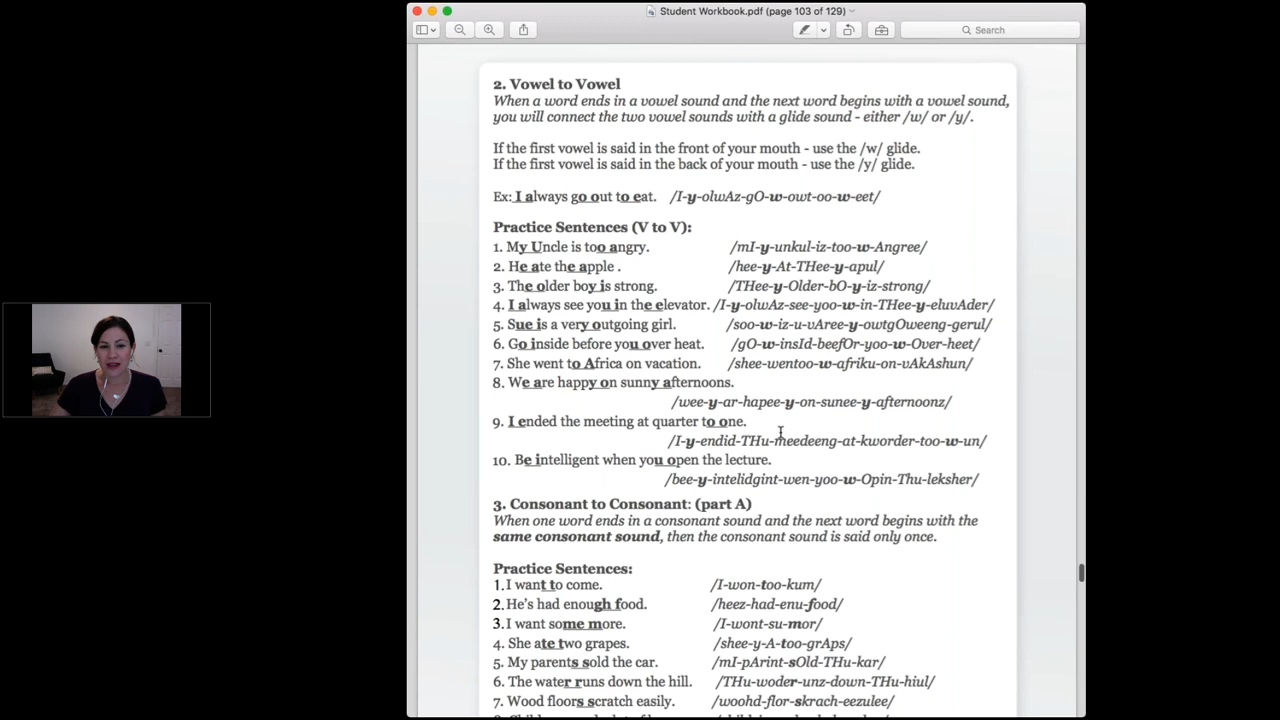 Student Workbook.pdf (page 103 of 129)
Search
2. Vowel to Vowel
When a word ends in a vowel sound and the next word begins with a vowel sound,
you will connect the two vowel sounds with a glide sound - either /w/ or /y/.
If the first vowel is said in the front of your mouth - use the /w/ glide.
If the first vowel is said in the back of your mouth - use the /y/ glide.
Ex: I always go out to eat. /I-y-olwAz-gO-w-owt-oo-w-eet/
Practice Sentences (V to V):
1. My Uncle is too angry. /mI-y-unkul-iz-too-w-Angree/
2. He ate the apple . /hee-y-At-THee-y-apul/
3. The older boy is strong. /THee-y-Older-bO-y-iz-strong/
4. I always see you in the elevator. /I-y-olwAz-see-yoo-w-in-THee-y-eluvAder/
5. Sue is a very outgoing girl. /soo-w-iz-u-vAree-y-owtgOweeng-gerul/
6. Go inside before you over heat. /gO-w-insId-beefOr-yoo-w-Over-heet/
7. She went to Africa on vacation. /shee-wentoo-w-afriku-on-vAkAshun/
8. We are happy on sunny afternoons.
/wee-y-ar-hapee-y-on-sunee-y-afternoonz/
9. I ended the meeting at quarter to one.
/I-y-endid-THu-meedeeng-at-kworder-too-w-un/
10. Be intelligent when you open the lecture.
/bee-y-intelidgint-wen-yoo-w-Opin-Thu-leksher/
3. Consonant to Consonant: (part A)
When one word ends in a consonant sound and the next word begins with the
same consonant sound, then the consonant sound is said only once.
Practice Sentences:
1. I want to come. /I-won-too-kum/
2. He's had enough food. /heez-had-enu-food/
3. I want some more. /I-wont-su-mor/
4. She ate two grapes. /shee-y-A-too-grAps/
5. My parents sold the car. /mI-pArint-sOld-THu-kar/
6. The water runs down the hill. /THu-woder-unz-down-THu-hiul/
7. Wood floors scratch easily. /woohd-flor-skrach-eezulee/